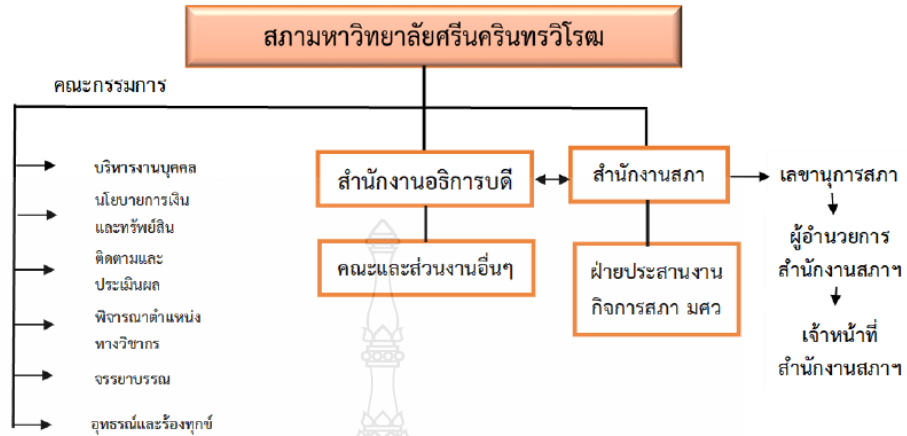 สภามหาวิทยาลัยศรีนครินทรวิโรฒ
คณะกรรมการ
บริหารงานบุคคล
นโยบายการเงิน
และทรัพย์สิน
ติดตามและ
ประเมินผล
พิจารณาตำแหน่ง
ทางวิชากร
จรรยาบรรณ
อุทธรณ์และร้องทุกข์
สำนักงานอธิการบดี
คณะและส่วนงานอื่นๆ
สำนักงานสภา
ฝ่ายประสานงาน
กิจการสภา มศว
เลขานุการสภา
ผู้อำนวยการ
สำนักงานสภาฯ
เจ้าหน้าที่
สำนักงานสภาฯ